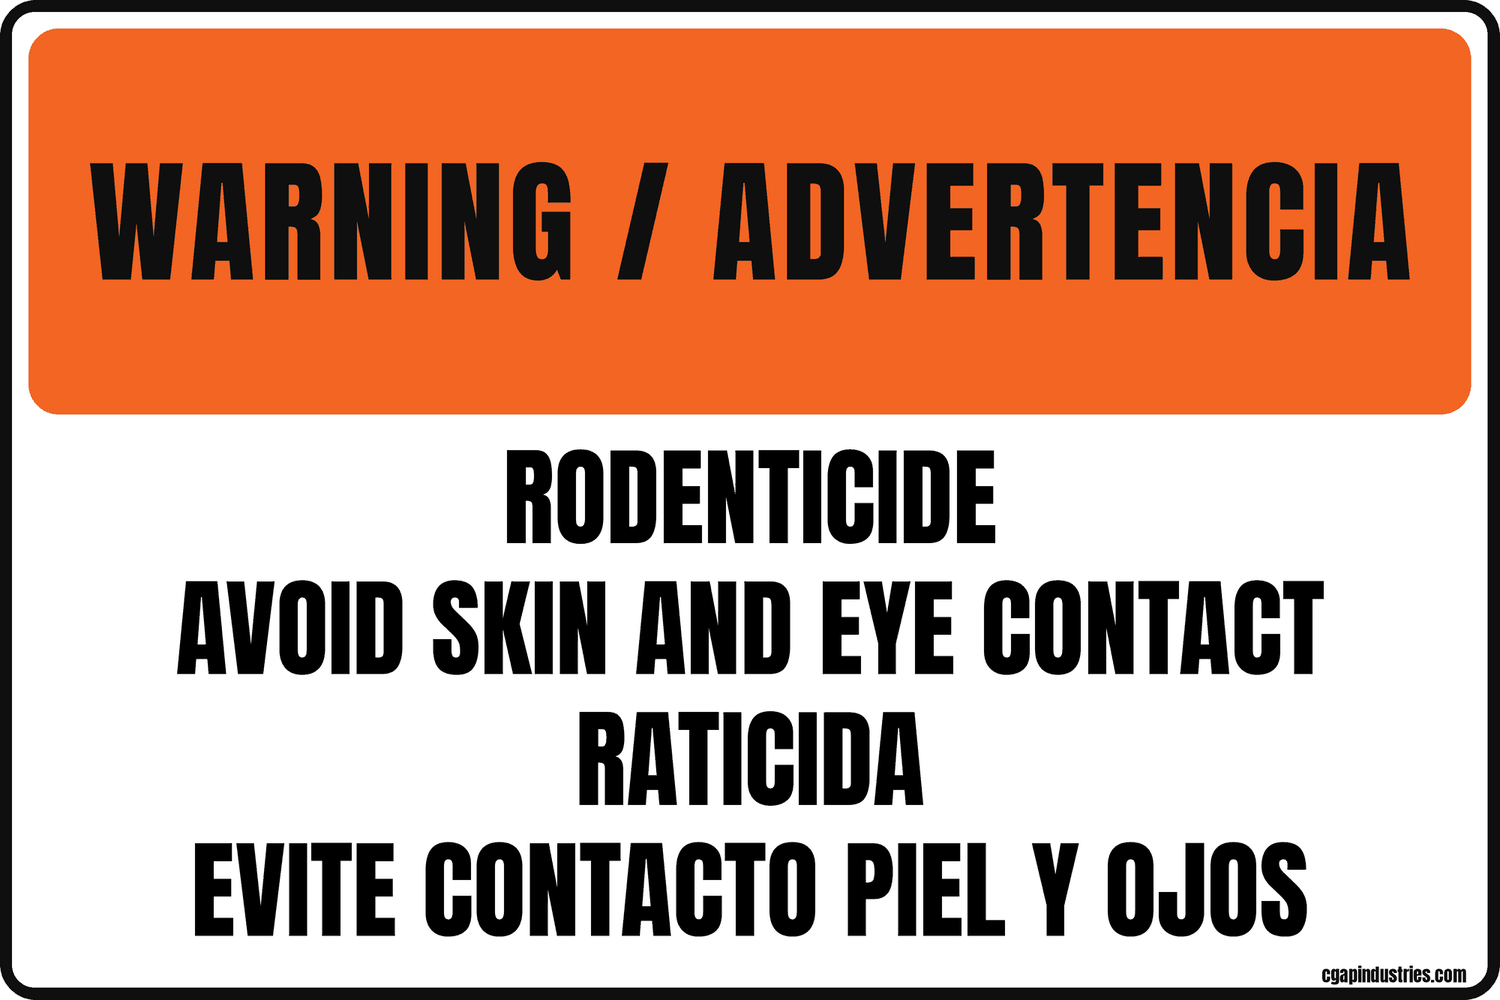 WARNING / ADVERTENCIA
RODENTICIDE
AVOID SKIN AND EYE CONTACT
RATICIDA
EVITE CONTACTO PIEL Y OJOS
cgapindustries.com